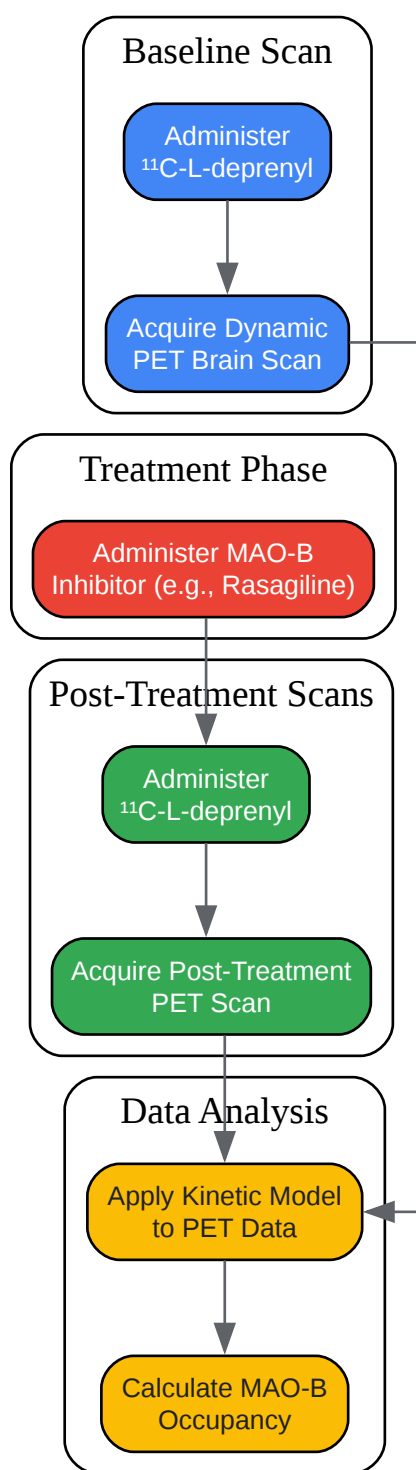 Baseline Scan
Administer
¹¹C-L-deprenyl
Acquire Dynamic
PET Brain Scan
Treatment Phase
Administer MAO-B
Inhibitor (e.g., Rasagiline)
Post-Treatment Scans
Administer
¹¹C-L-deprenyl
Acquire Post-Treatment
PET Scan
Data Analysis
Apply Kinetic Model
to PET Data
Calculate MAO-B
Occupancy